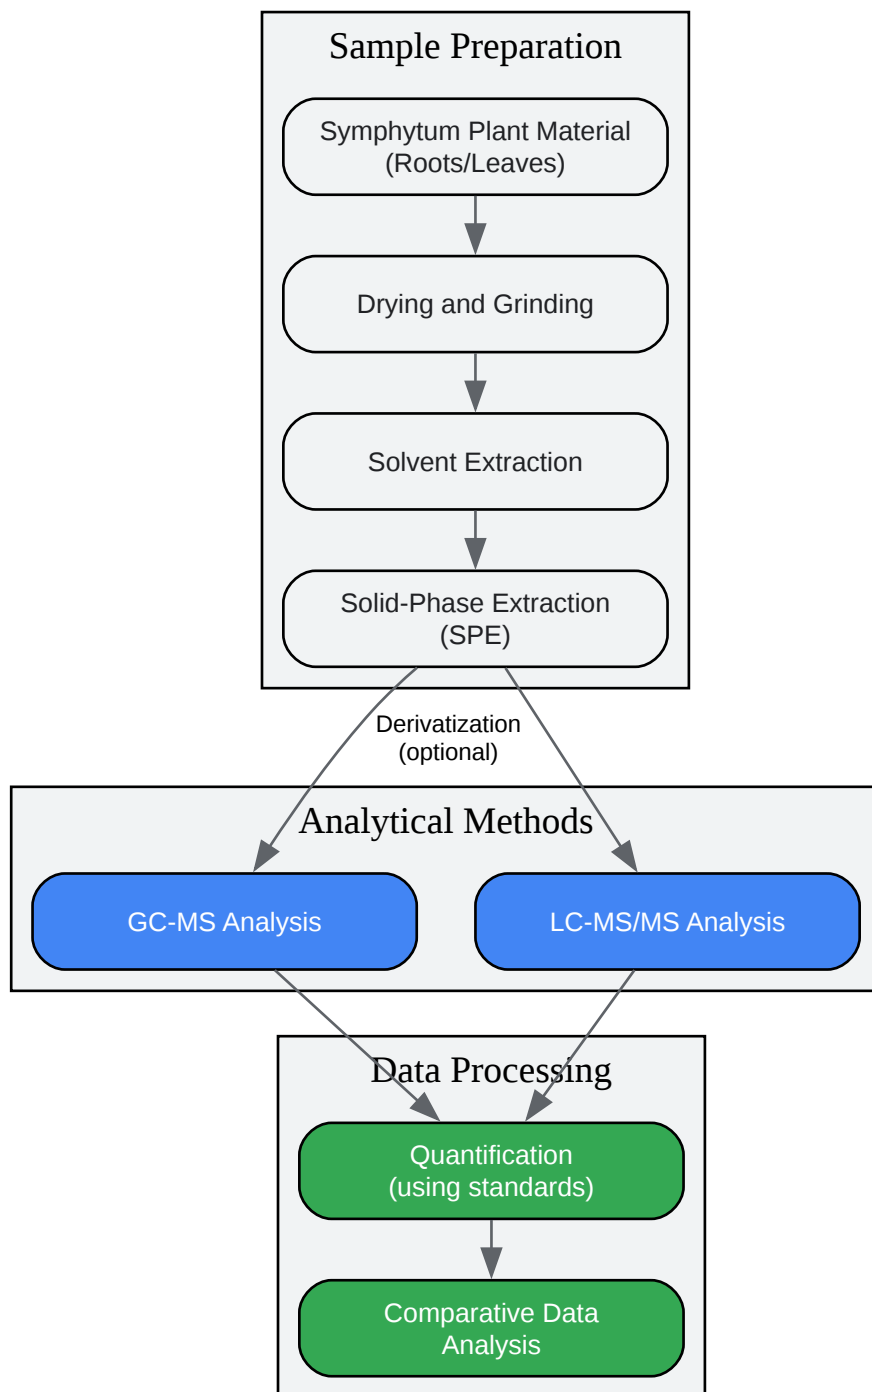 Sample Preparation
Symphytum Plant Material
(Roots/Leaves)
Drying and Grinding
Solvent Extraction
Solid-Phase Extraction
(SPE)
Derivatization
(optional)
Analytical Methods
GC-MS Analysis
LC-MS/MS Analysis
Data Processing
Quantification
(using standards)
Comparative Data
Analysis